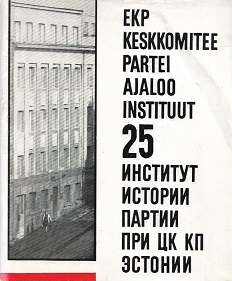 EKP
KESKKOMITEE
PARTEI
AJALOO
INSTITUUT
25
ИНСТИТУТ
ИСТОРИИ
ПАРТИИ
ПРИ ЦК КП
ЭСТОНИИ